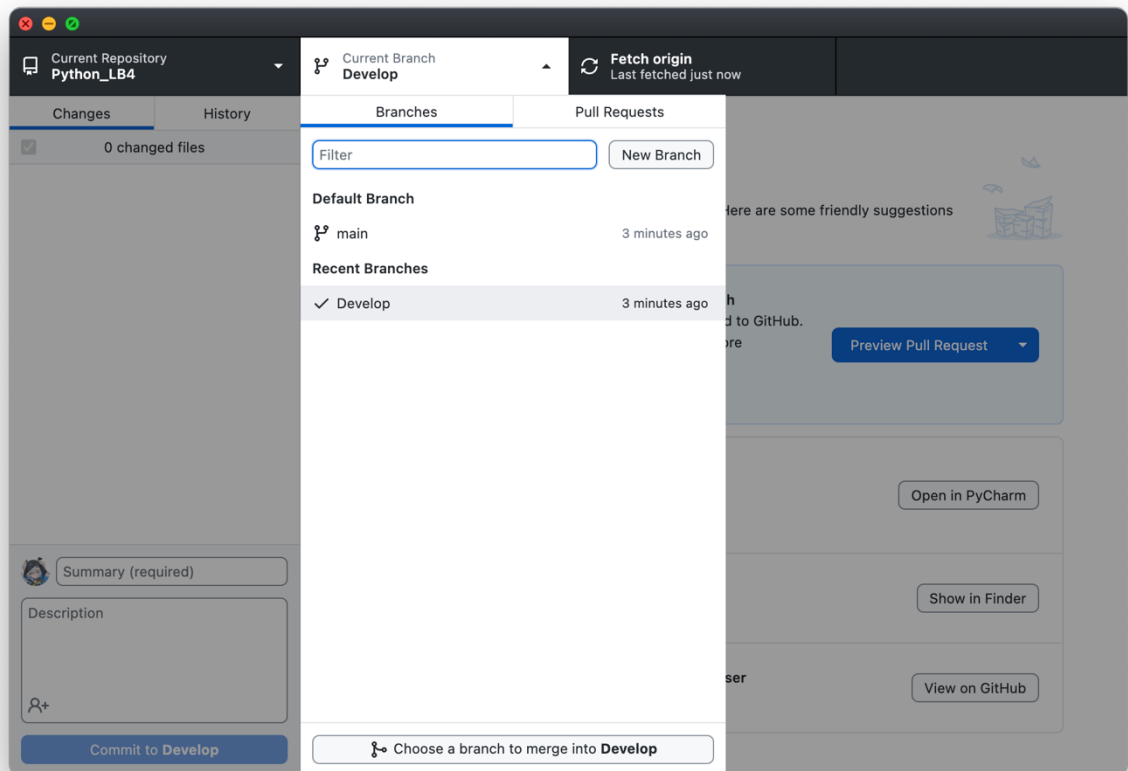 Current Repository
Python_LB4
Current Branch
Develop
Fetch origin
Last fetched just now
Changes
History
Branches
Pull Requests
0 changed files
Filter
New Branch
Default Branch
main
3 minutes ago
Recent Branches
Develop
3 minutes ago
Here are some friendly suggestions
h
d to GitHub.
ore
Preview Pull Request
Open in PyCharm
Show in Finder
ser
View on GitHub
Summary (required)
Description
Commit to Develop
Choose a branch to merge into Develop